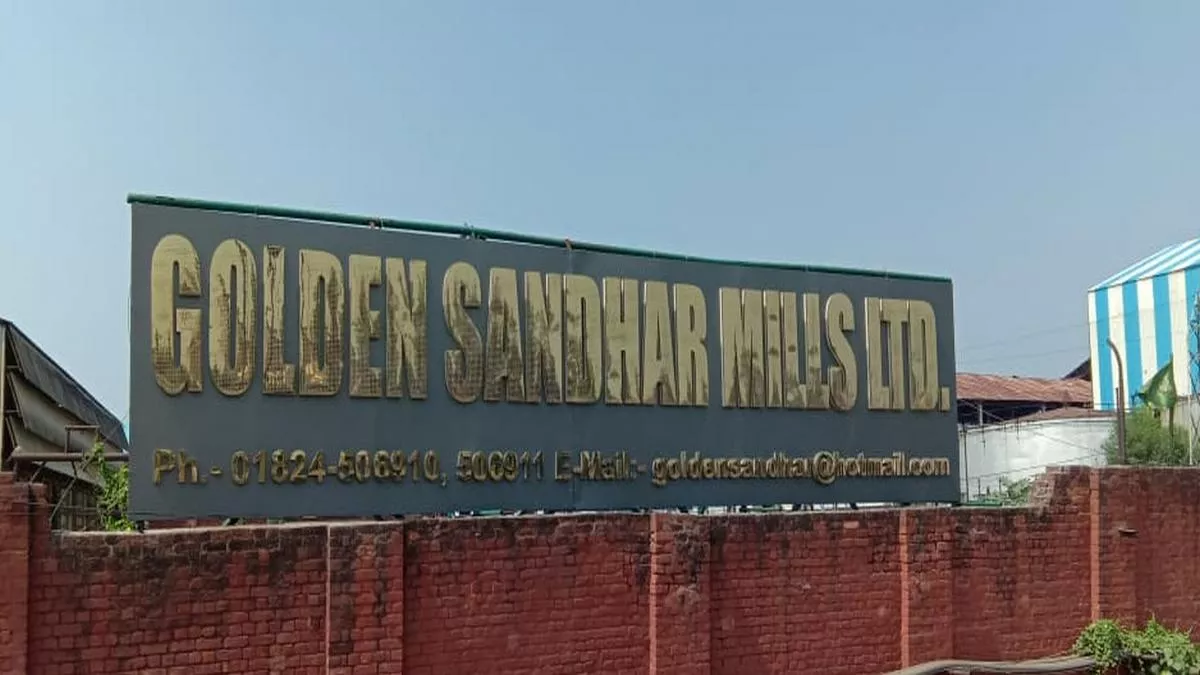 GOLDEN SANDHAR MILLS LTD.
Ph.- 01824-506910, 506911 E-Mail:- goldensandhar@hotmail.com